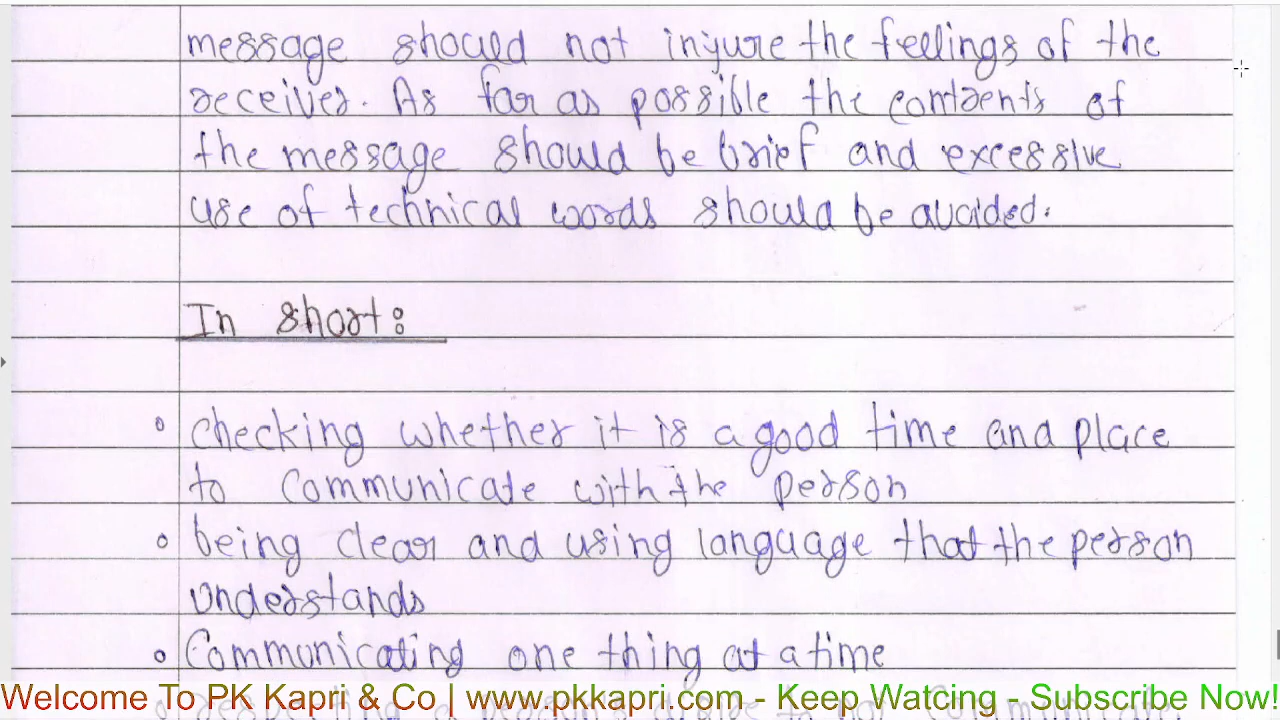 message should not injure the feelings of the
receiver. As far as possible the contents of
the message should be brief and excessive
use of technical words should be avoided.
In short:
checking whether it is a good time and place
to communicate with the person
being clear and using language that the person
understands
Communicating one thing at a time
Welcome To PK Kapri & Co | www.pkkapri.com - Keep Watcing - Subscribe Now!